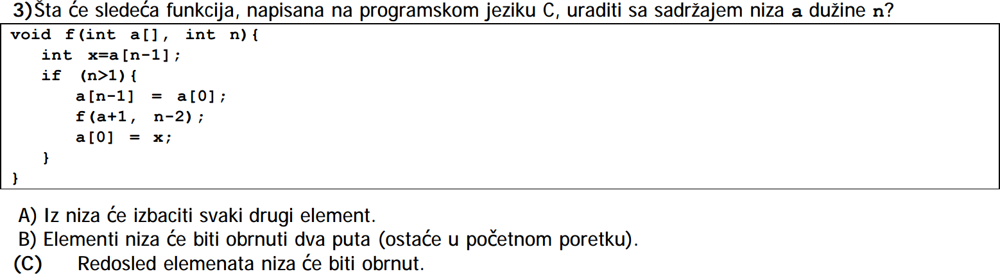 3)Šta će sledeća funkcija, napisana na programskom jeziku C, uraditi sa sadržajem niza a dužine n?
void f(int a[], int n){
int x=a[n-1];
if (n>1){
a[n-1] = a[0];
f(a+1, n-2);
a[0] = x;
}
}
A) Iz niza će izbaciti svaki drugi element.
B) Elementi niza će biti obrnuti dva puta (ostaće u početnom poretku).
(C) Redosled elemenata niza će biti obrnut.